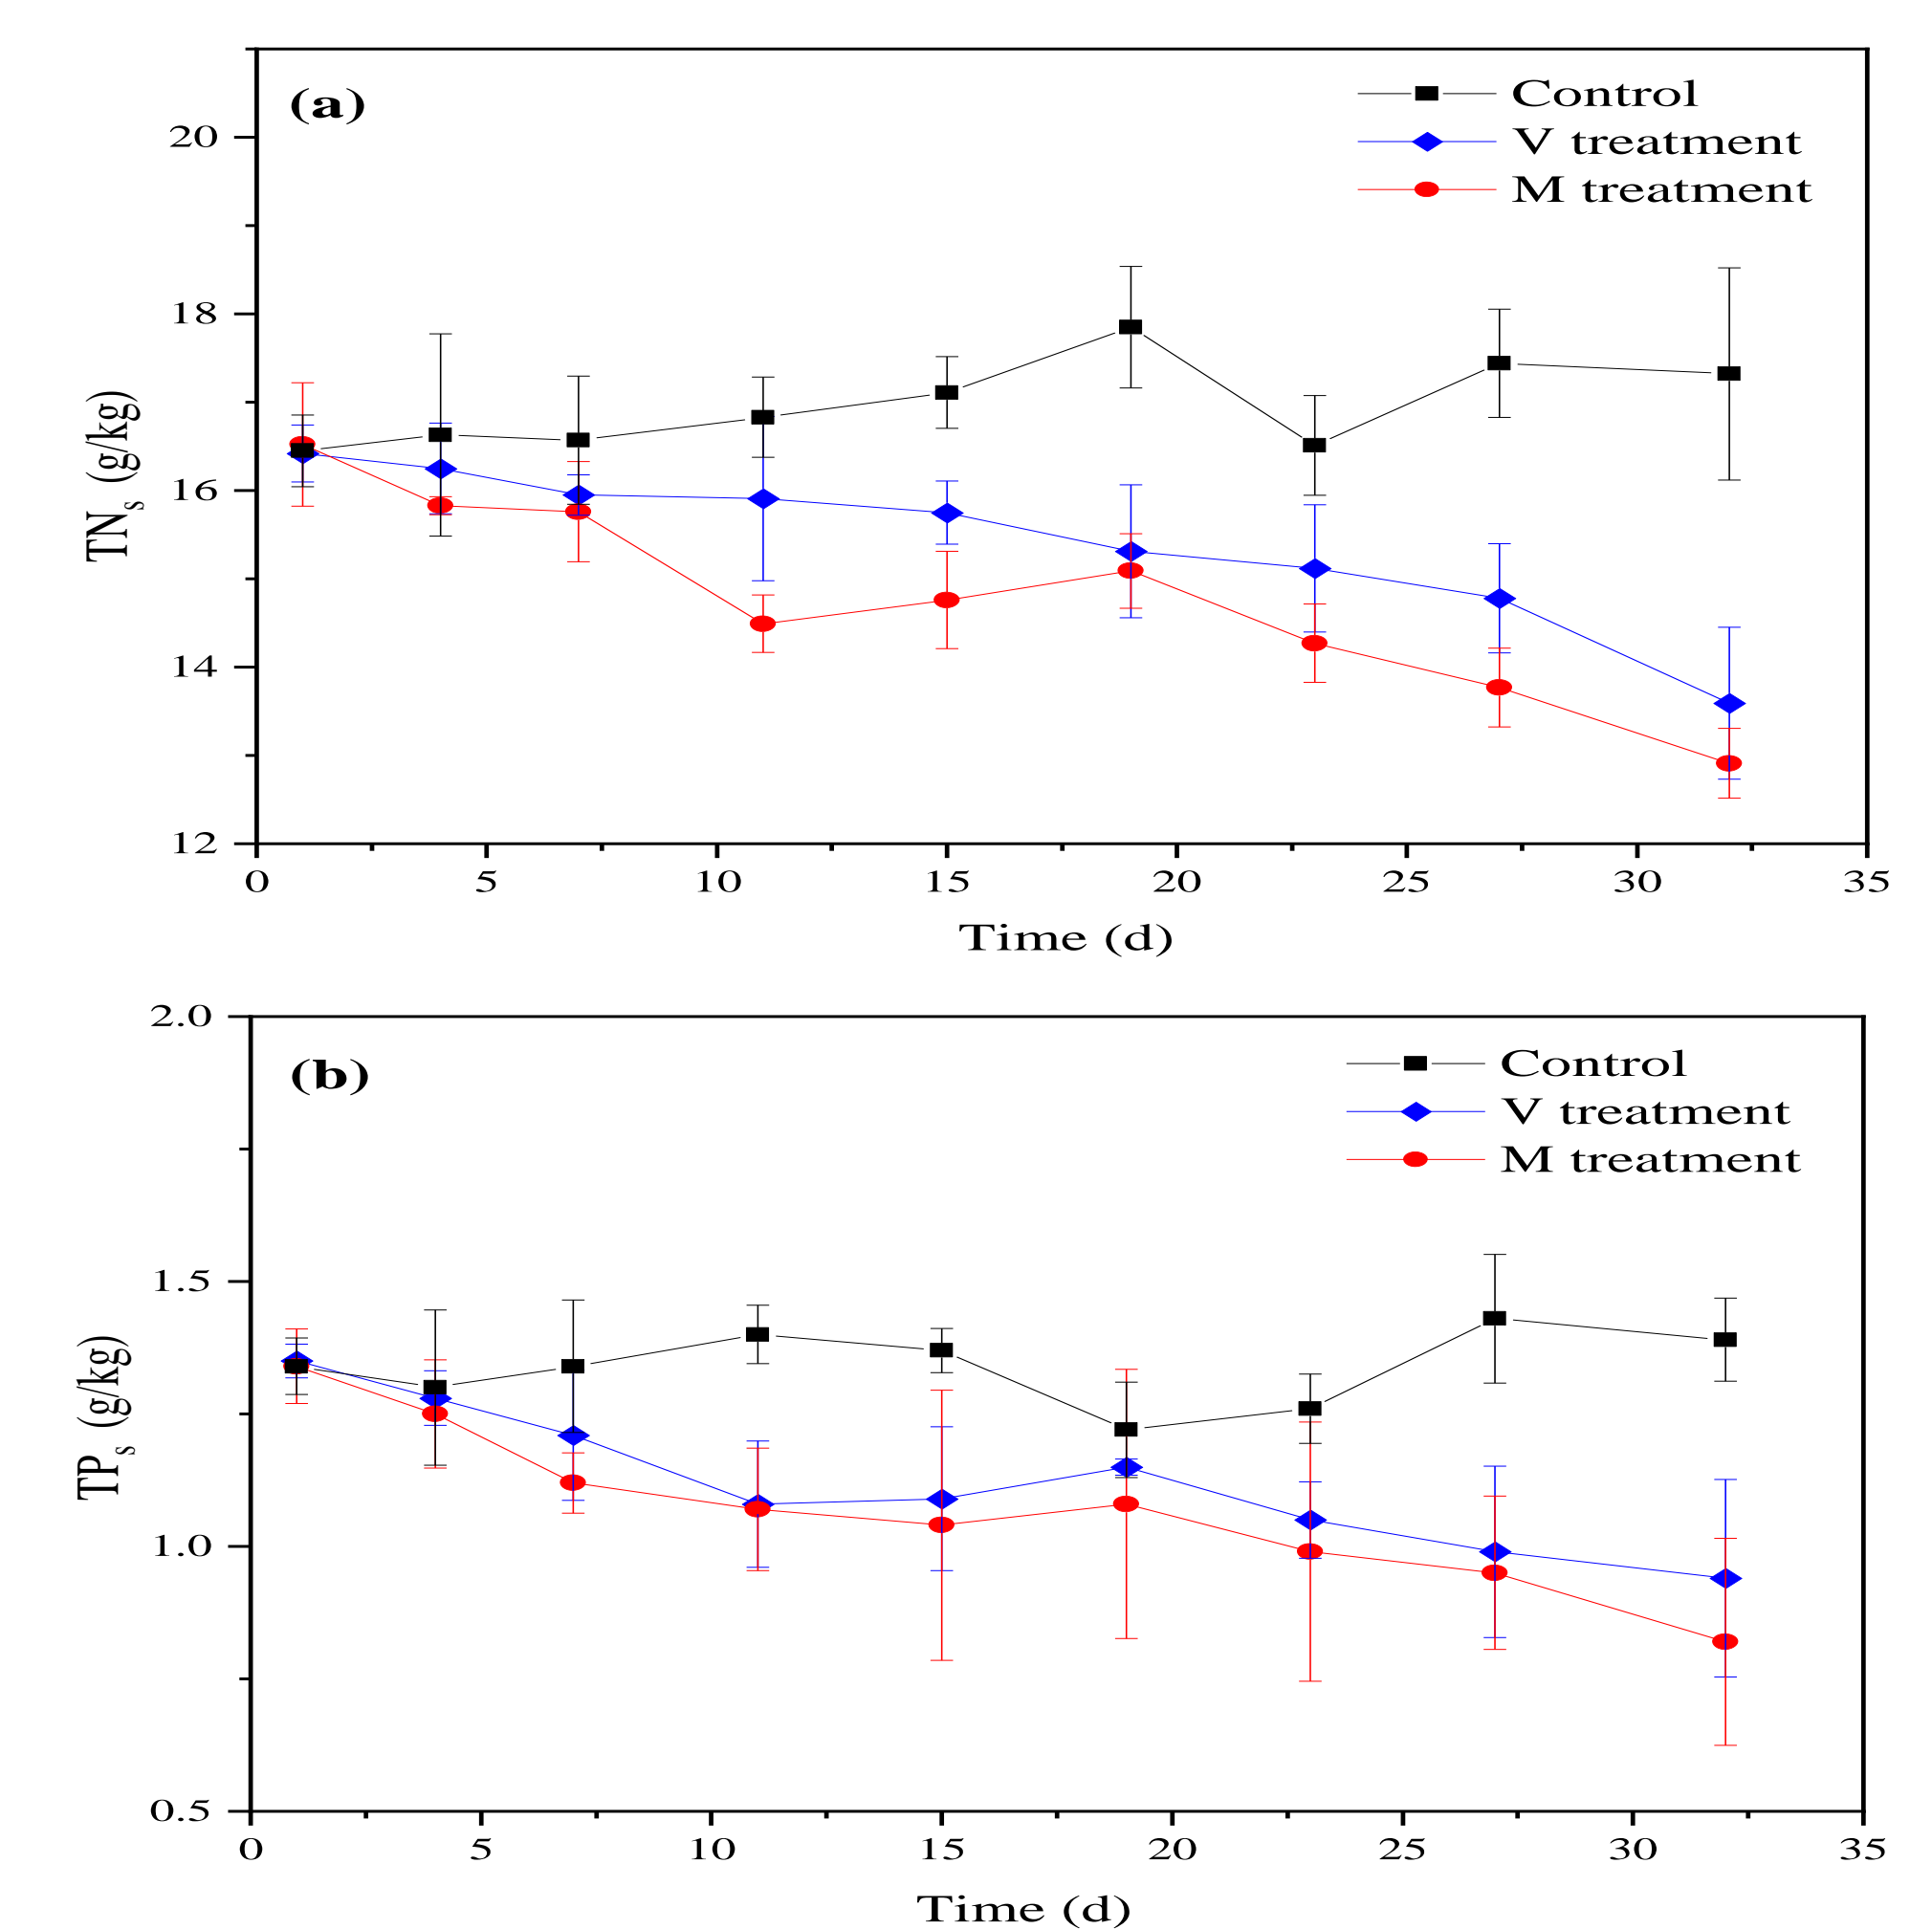 (a)
Control
V treatment
M treatment
20
18
16
14
12
TNs (g/kg)
0 5 10 15 20 25 30 35
Time (d)
(b)
Control
V treatment
M treatment
2.0
1.5
1.0
0.5
TPs (g/kg)
0 5 10 15 20 25 30 35
Time (d)